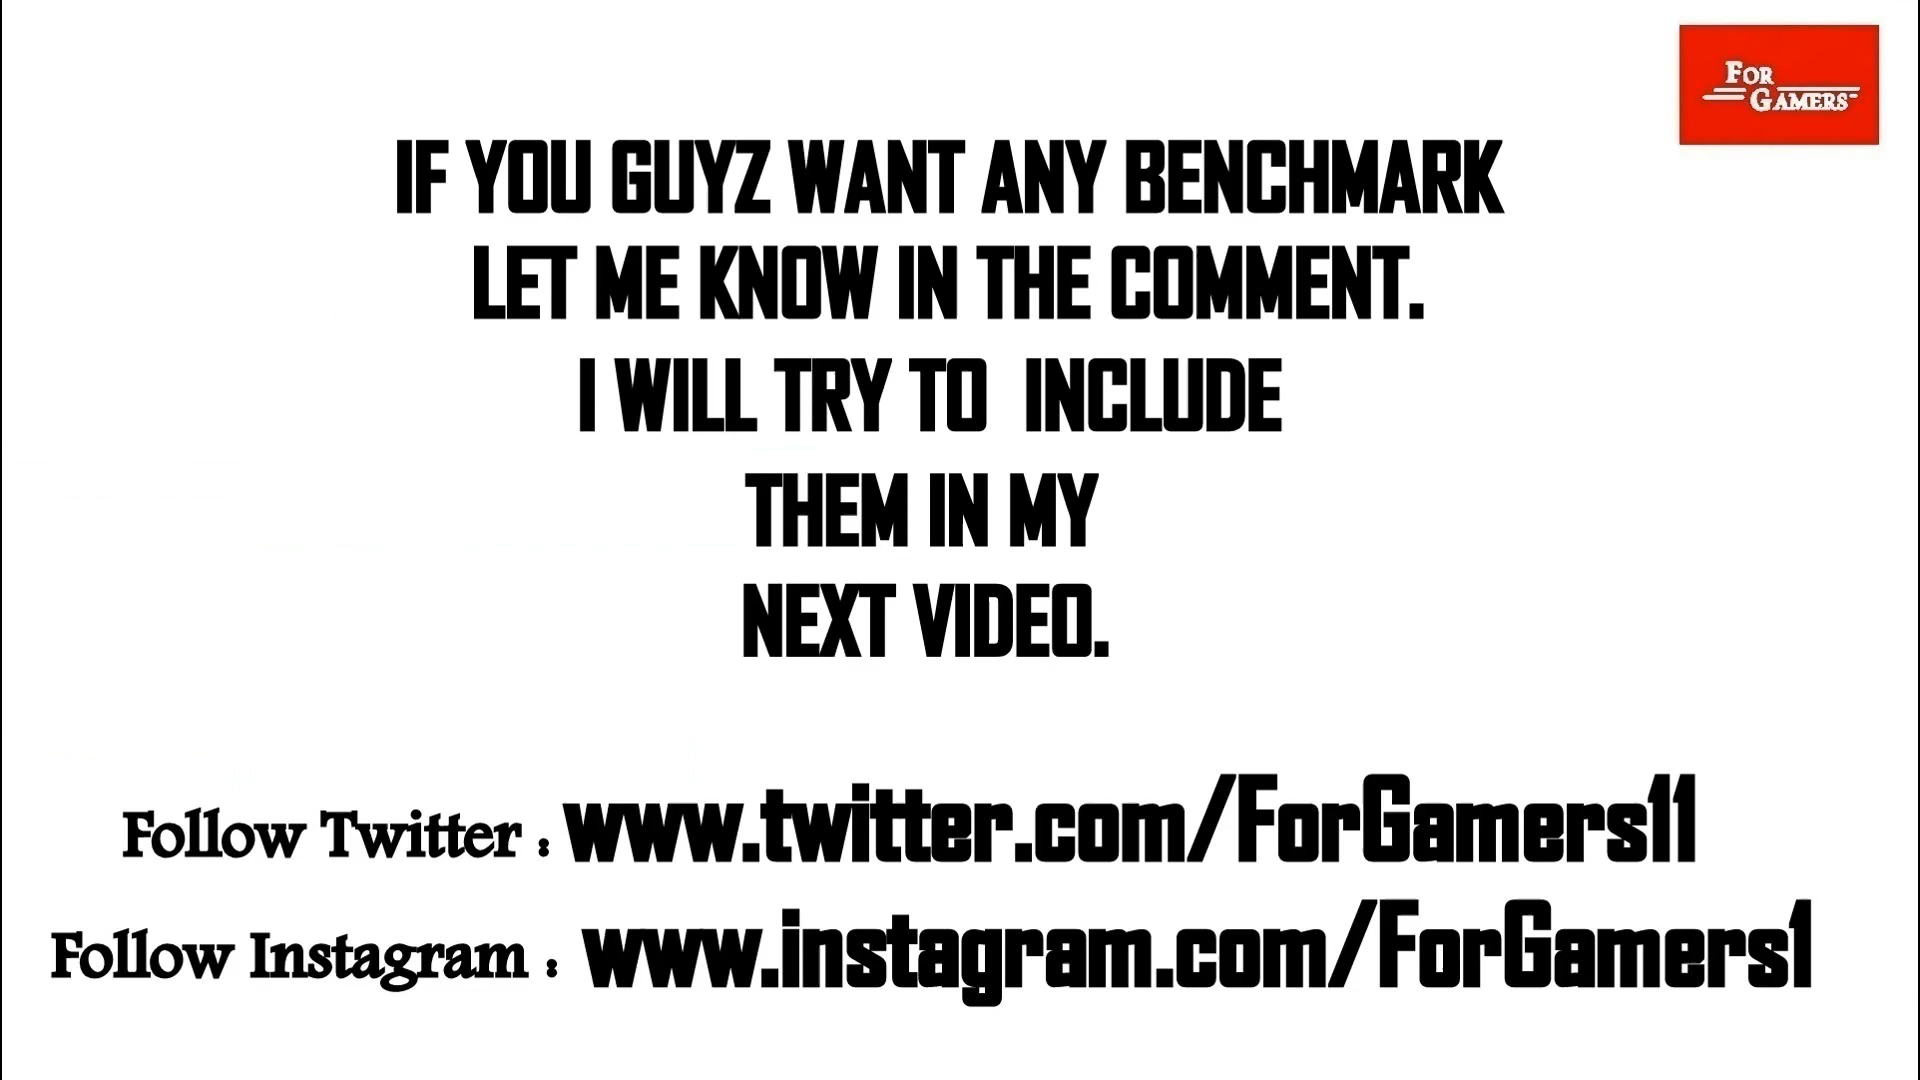 FOR
GAMERS
IF YOU GUYZ WANT ANY BENCHMARK
LET ME KNOW IN THE COMMENT.
I WILL TRY TO INCLUDE
THEM IN MY
NEXT VIDEO.
Follow Twitter : www.twitter.com/ForGamers11
Follow Instagram : www.instagram.com/ForGamers1